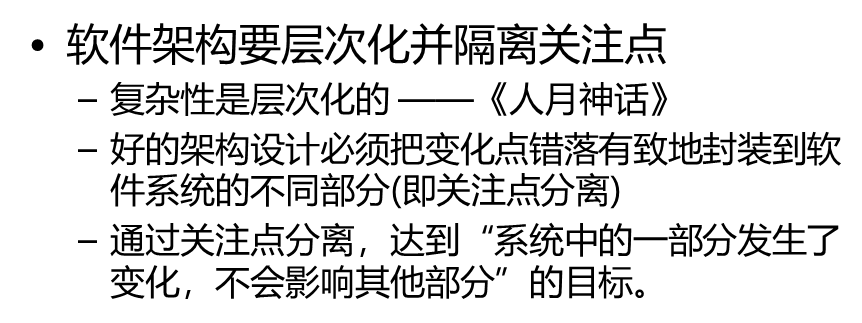 • 软件架构要层次化并隔离关注点
– 复杂性是层次化的 ——《人月神话》
– 好的架构设计必须把变化点错落有致地封装到软
件系统的不同部分(即关注点分离)
– 通过关注点分离，达到“系统中的一部分发生了
变化，不会影响其他部分”的目标。